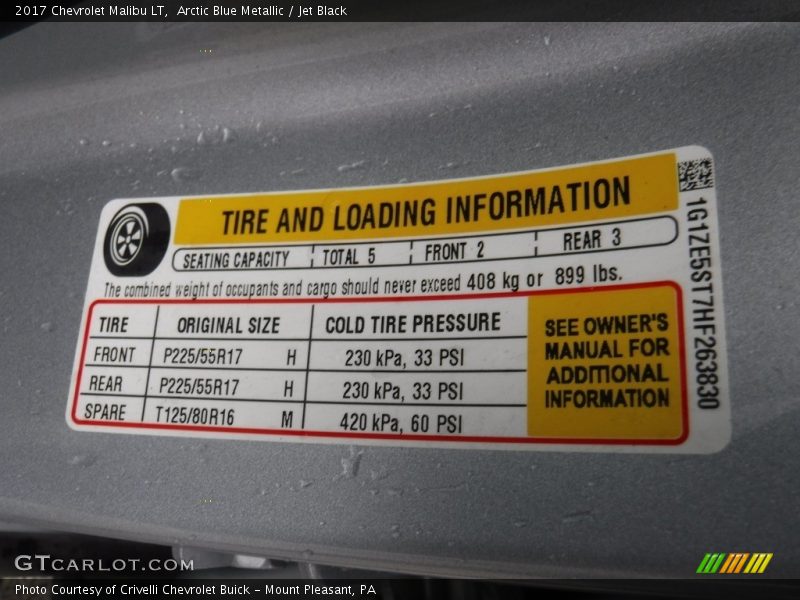 2017 Chevrolet Malibu LT, Arctic Blue Metallic / Jet Black
TIRE AND LOADING INFORMATION
SEATING CAPACITY TOTAL 5 FRONT 2 REAR 3
The combined weight of occupants and cargo should never exceed 408 kg or 899 lbs.
TIRE ORIGINAL SIZE COLD TIRE PRESSURE
FRONT P225/55R17 H 230 kPa, 33 PSI
REAR P225/55R17 H 230 kPa, 33 PSI
SPARE T125/80R16 M 420 kPa, 60 PSI
SEE OWNER'S
MANUAL FOR
ADDITIONAL
INFORMATION
1G1ZE5ST7HF263830
GTCARLOT.COM
Photo Courtesy of Crivelli Chevrolet Buick - Mount Pleasant, PA